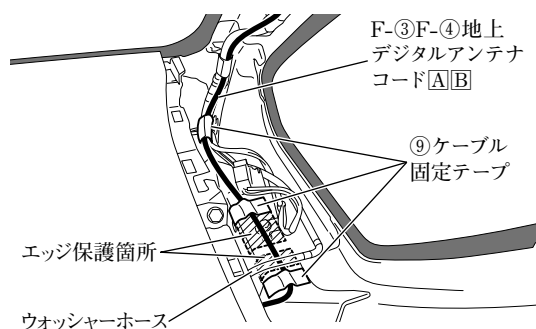 F-③F-④地上
デジタルアンテナ
コードAB
⑨ケーブル
固定テープ
エッジ保護箇所
ウォッシャーホース